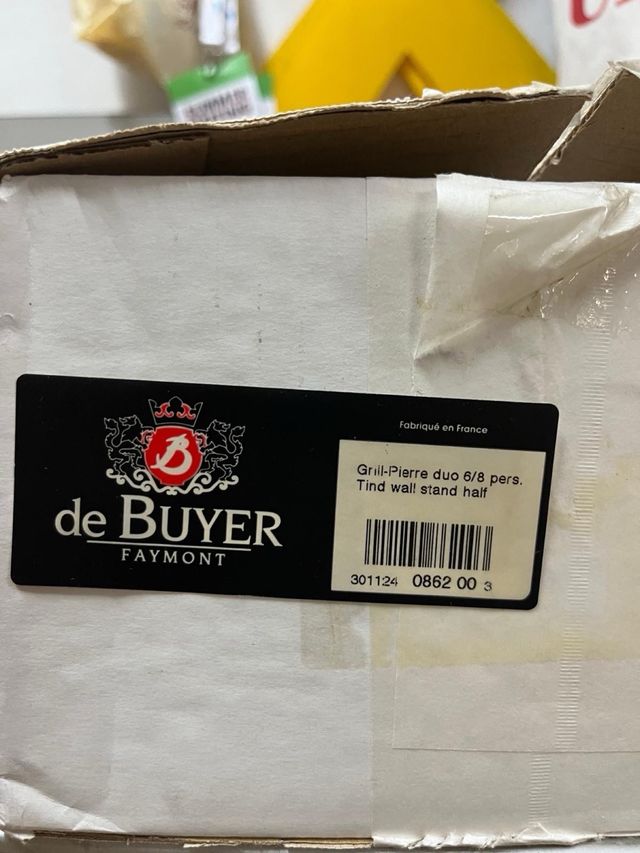 de BUYER
FAYMONT
Fabriqué en France
Grill-Pierre duo 6/8 pers.
Tind wall stand half
301124 0862 00 3